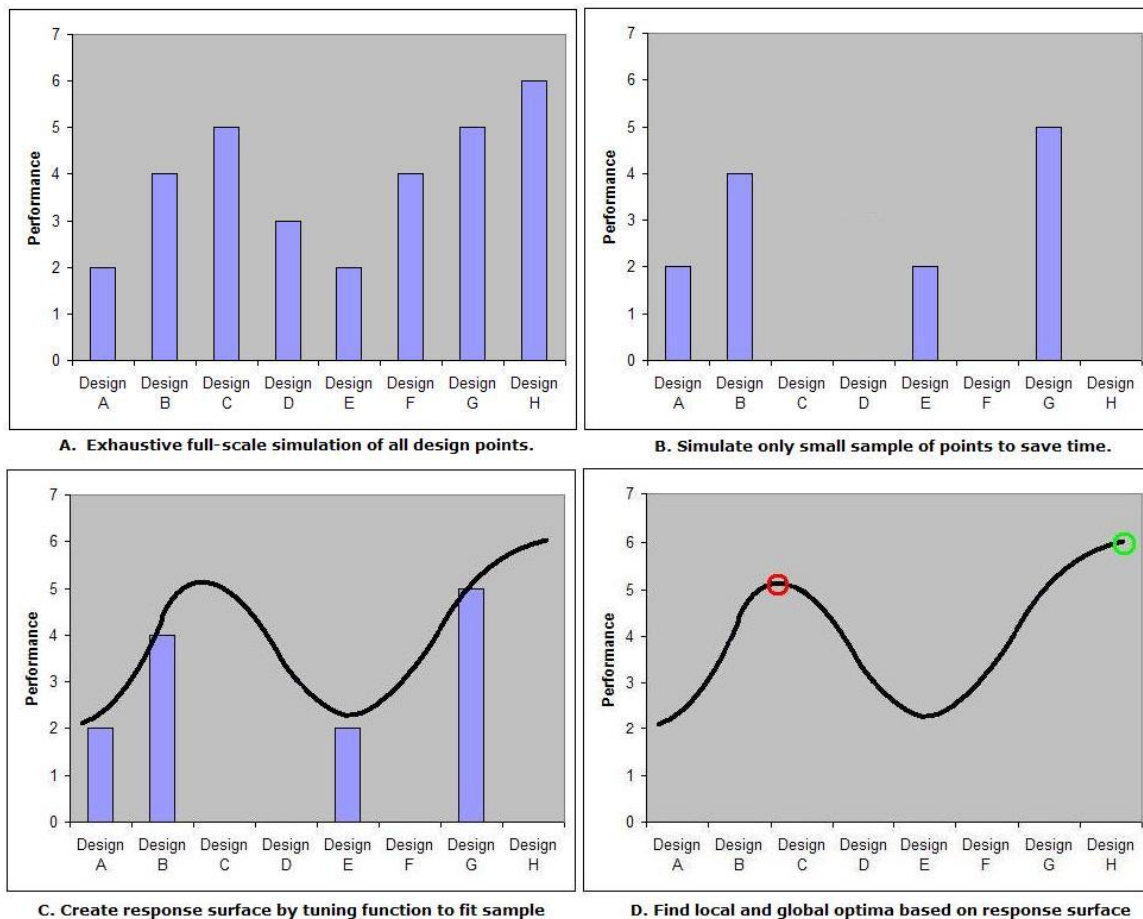 7
6
5
4
3
2
1
0
Performance
Design Design Design Design Design Design Design Design
A B C D E F G H
A. Exhaustive full-scale simulation of all design points.
7
6
5
4
3
2
1
0
Performance
Design Design Design Design Design Design Design Design
A B C D E F G H
B. Simulate only small sample of points to save time.
7
6
5
4
3
2
1
0
Performance
Design Design Design Design Design Design Design Design
A B C D E F G H
C. Create response surface by tuning function to fit sample
7
6
5
4
3
2
1
0
Performance
Design Design Design Design Design Design Design Design
A B C D E F G H
D. Find local and global optima based on response surface